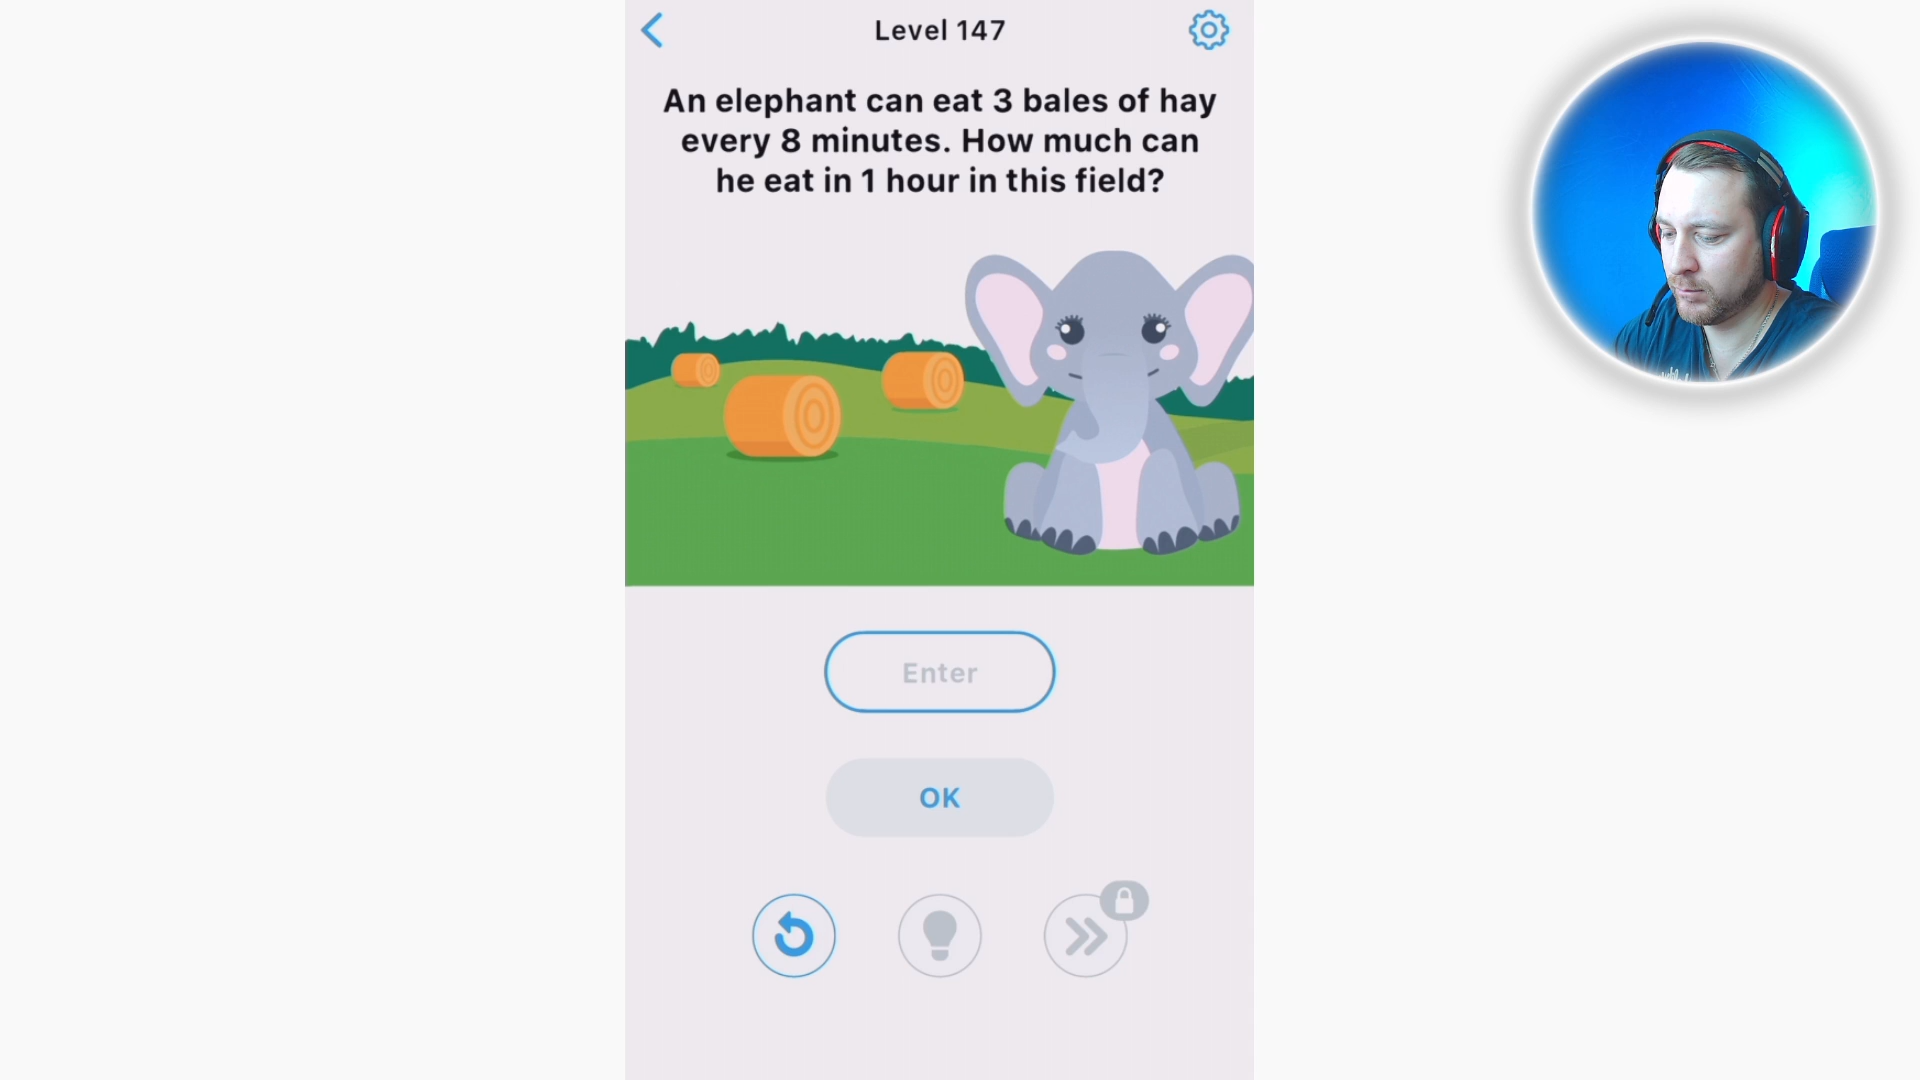 Level 147
An elephant can eat 3 bales of hay
every 8 minutes. How much can
he eat in 1 hour in this field?
Enter
OK